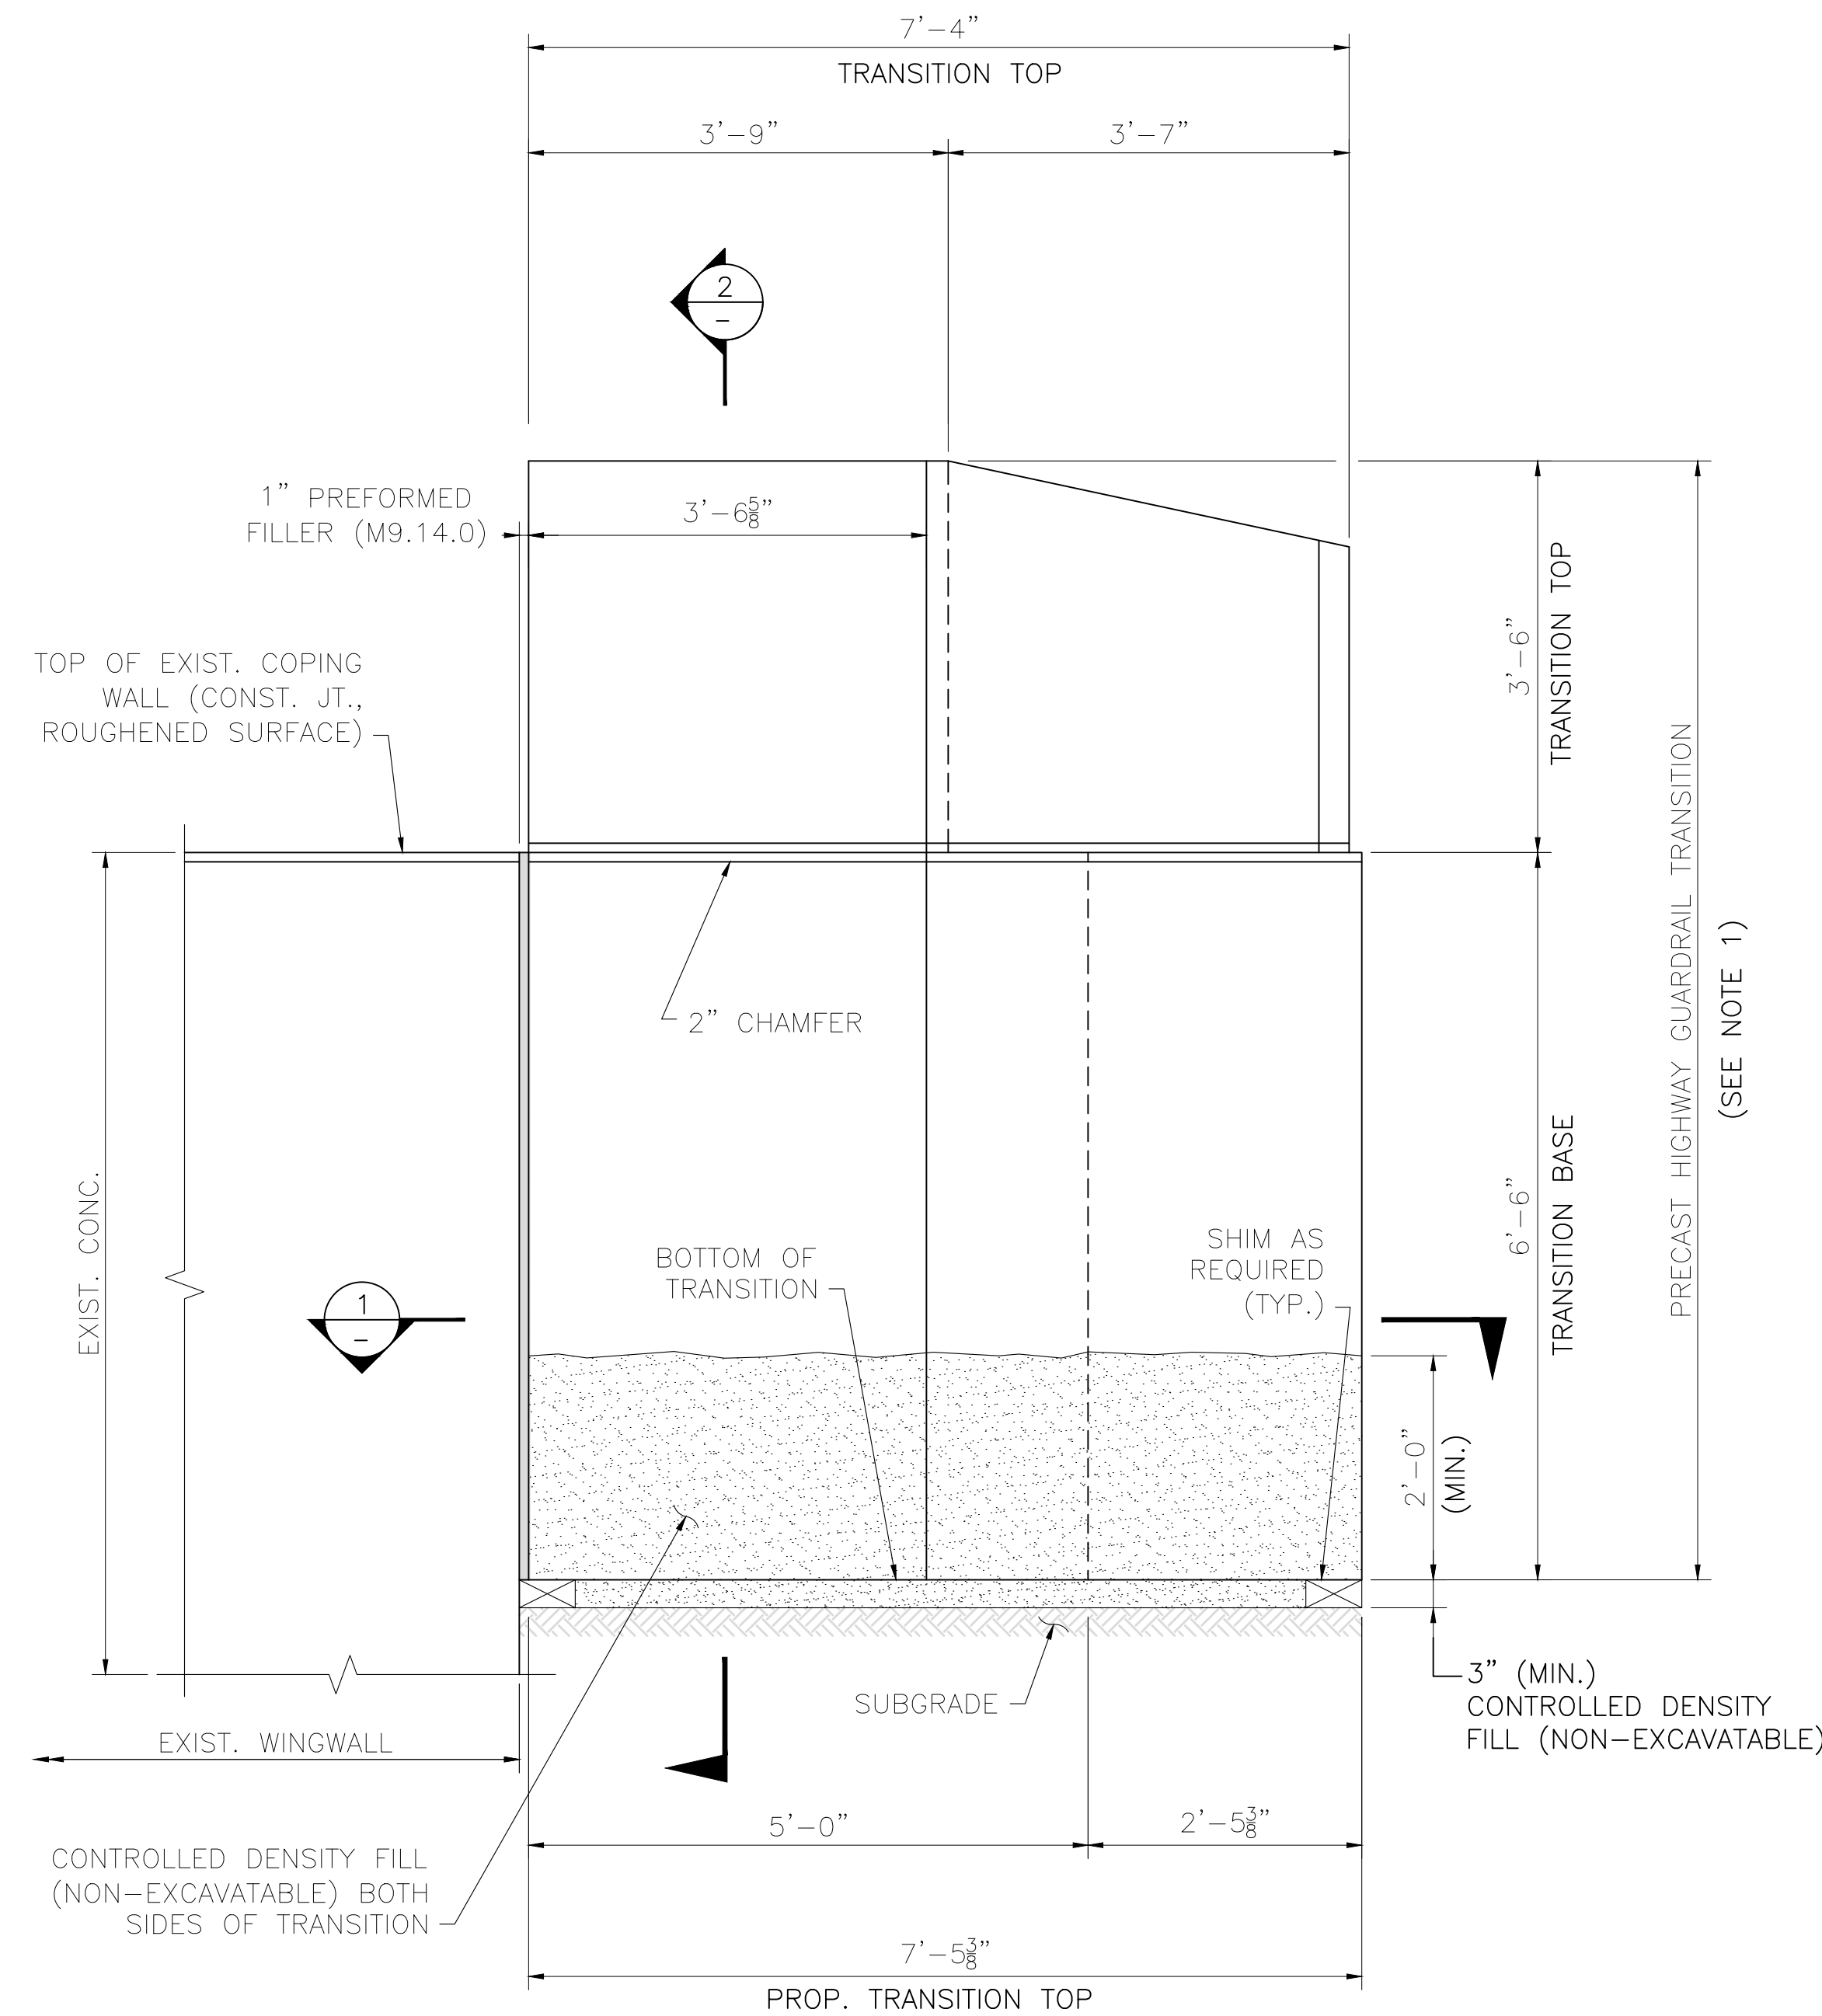 7'-4"
TRANSITION TOP
3'-9"
3'-7"
2
-
1" PREFORMED
FILLER (M9.14.0)
3'-6⅝"
TOP OF EXIST. COPING
WALL (CONST. JT.,
ROUGHENED SURFACE)
3'-6"
TRANSITION TOP
PRECAST HIGHWAY GUARDRAIL TRANSITION
(SEE NOTE 1)
2" CHAMFER
EXIST. CONC.
6'-6"
TRANSITION BASE
BOTTOM OF
TRANSITION
SHIM AS
REQUIRED
(TYP.)
1
-
2'-0"
(MIN.)
SUBGRADE
3" (MIN.)
CONTROLLED DENSITY
FILL (NON-EXCAVATABLE)
EXIST. WINGWALL
5'-0"
2'-5⅜"
CONTROLLED DENSITY FILL
(NON-EXCAVATABLE) BOTH
SIDES OF TRANSITION
7'-5⅜"
PROP. TRANSITION TOP